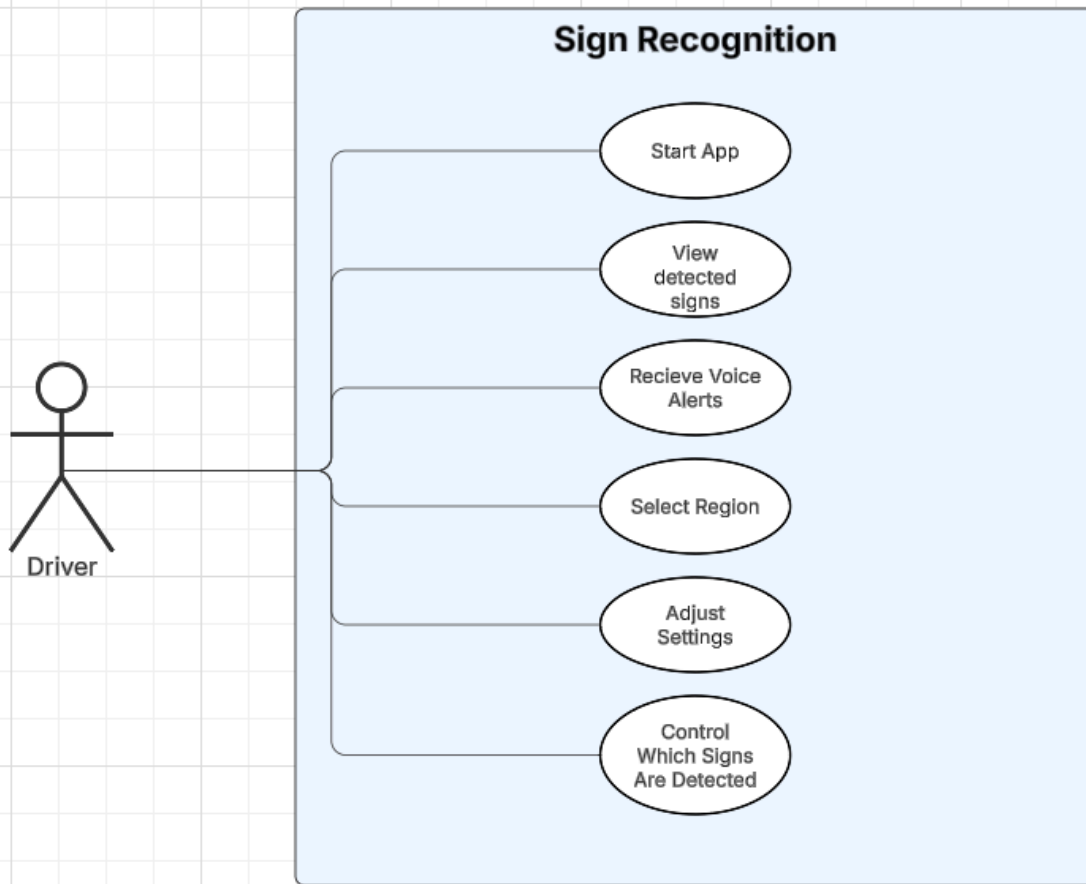 Sign Recognition
Start App
View
detected
signs
Recieve Voice
Alerts
Select Region
Adjust
Settings
Control
Which Signs
Are Detected
Driver